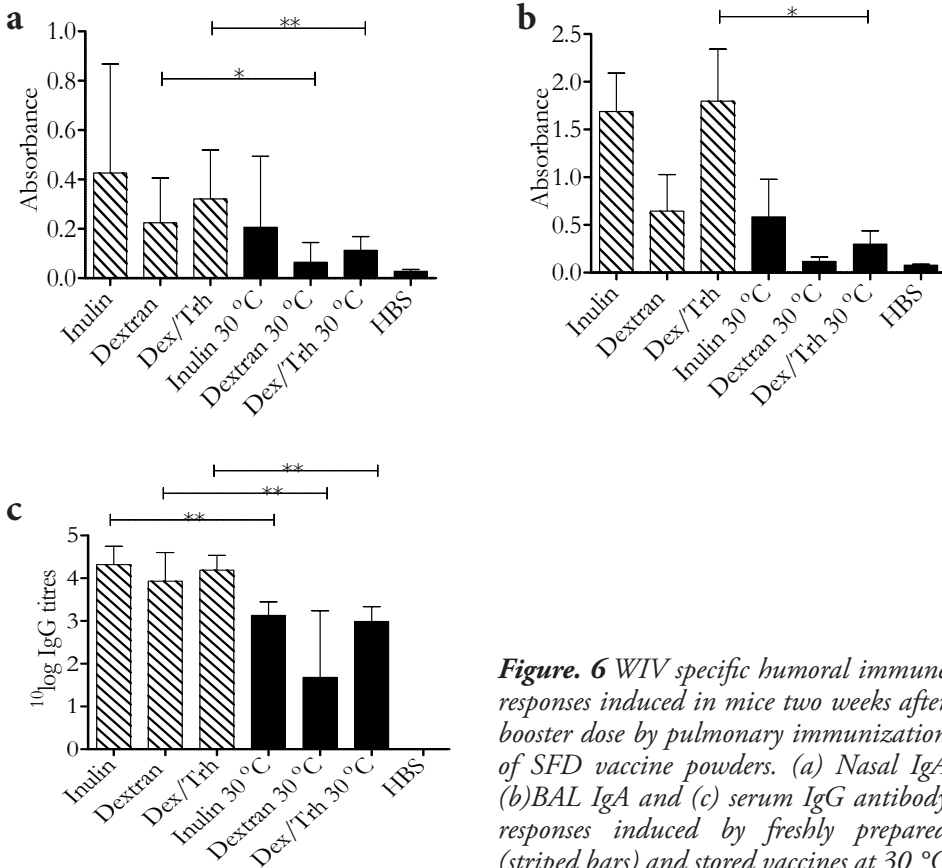 a
**
*
1.0
0.8
0.6
0.4
0.2
0.0
Absorbance
Inulin
Dextran
Dex/Trh
Inulin 30 °C
Dextran 30 °C
Dex/Trh 30 °C
HBS
b
*
2.5
2.0
1.5
1.0
0.5
0.0
Absorbance
Inulin
Dextran
Dex/Trh
Inulin 30 °C
Dextran 30 °C
Dex/Trh 30 °C
HBS
c
**
**
**
5
4
3
2
1
0
10log IgG titres
Inulin
Dextran
Dex/Trh
Inulin 30 °C
Dextran 30 °C
Dex/Trh 30 °C
HBS
Figure. 6 WIV specific humoral immune
responses induced in mice two weeks after
booster dose by pulmonary immunization
of SFD vaccine powders. (a) Nasal IgA
(b)BAL IgA and (c) serum IgG antibody
responses induced by freshly prepared
(striped bars) and stored vaccines at 30 °C